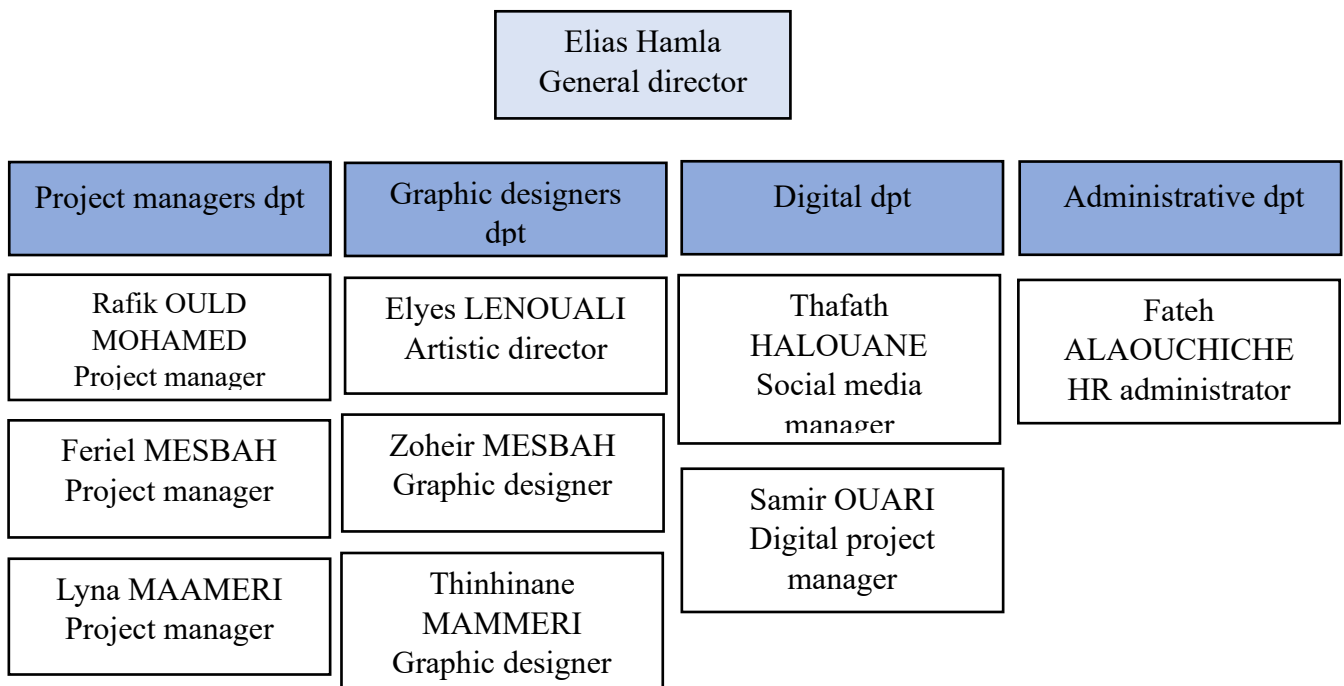 Elias Hamla
General director
Project managers dpt
Graphic designers
dpt
Digital dpt
Administrative dpt
Rafik OULD
MOHAMED
Project manager
Elyes LENOUALI
Artistic director
Thafath
HALOUANE
Social media
manager
Fateh
ALAOUCHICHE
HR administrator
Feriel MESBAH
Project manager
Zoheir MESBAH
Graphic designer
Samir OUARI
Digital project
manager
Lyna MAAMERI
Project manager
Thinhinane
MAMMERI
Graphic designer